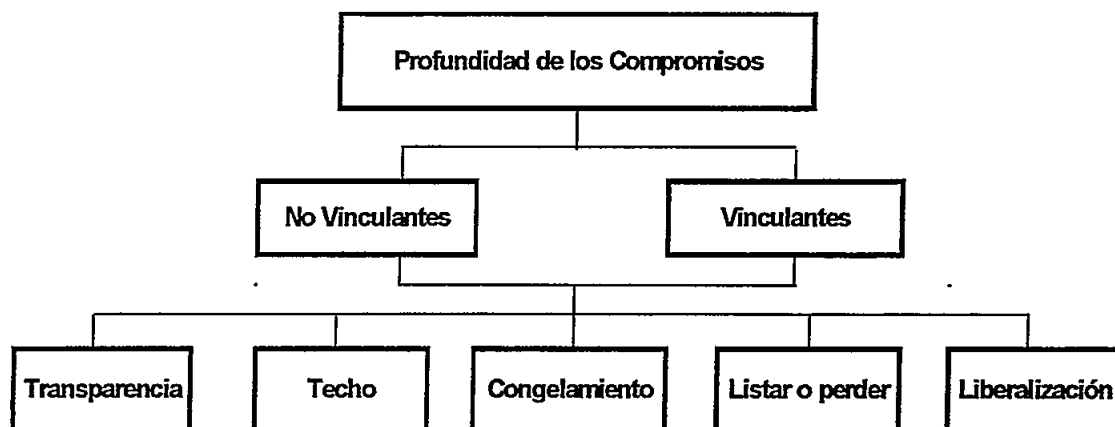 Profundidad de los Compromisos
No Vinculantes
Vinculantes
Transparencia
Techo
Congelamiento
Listar o perder
Liberalización